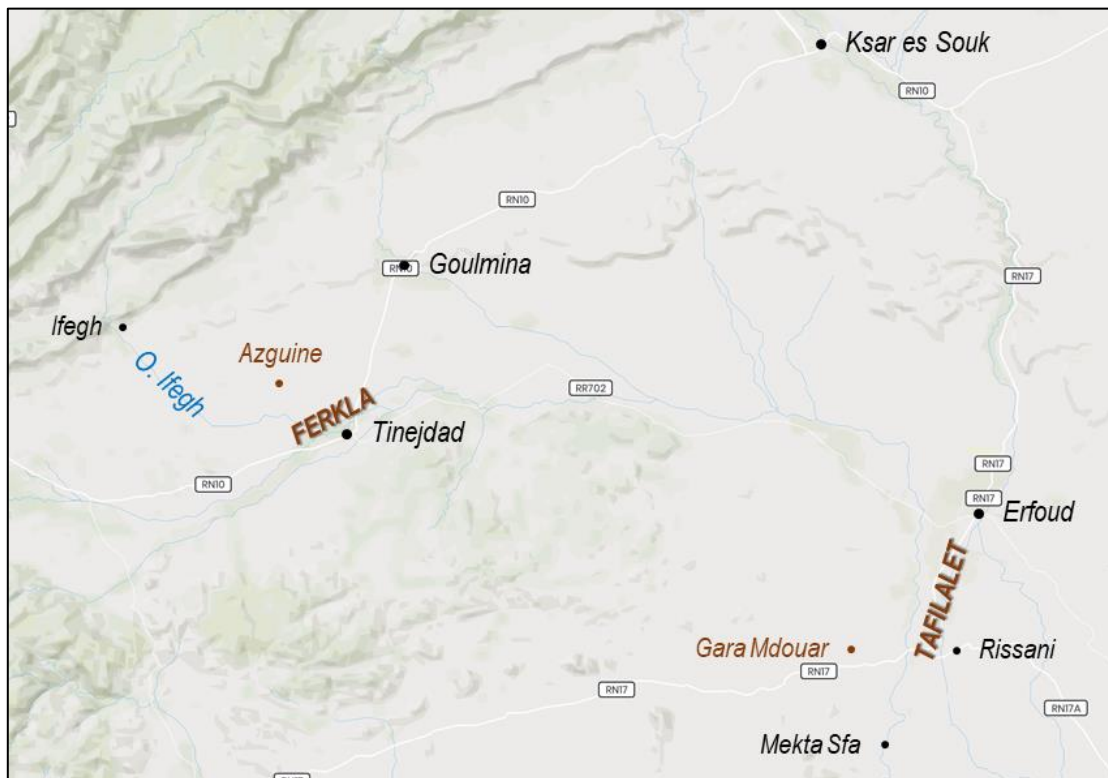 Ksar es Souk
RN10
RN10
Goulmina
RN10
RN17
Ifegh
Azguine
O. Ifegh
FERKLA
RR702
Tinejdad
RN10
RN17
RN17
Erfoud
TAFILALET
Gara Mdouar
Rissani
RN17
RN17
RN17A
Mekta Sfa